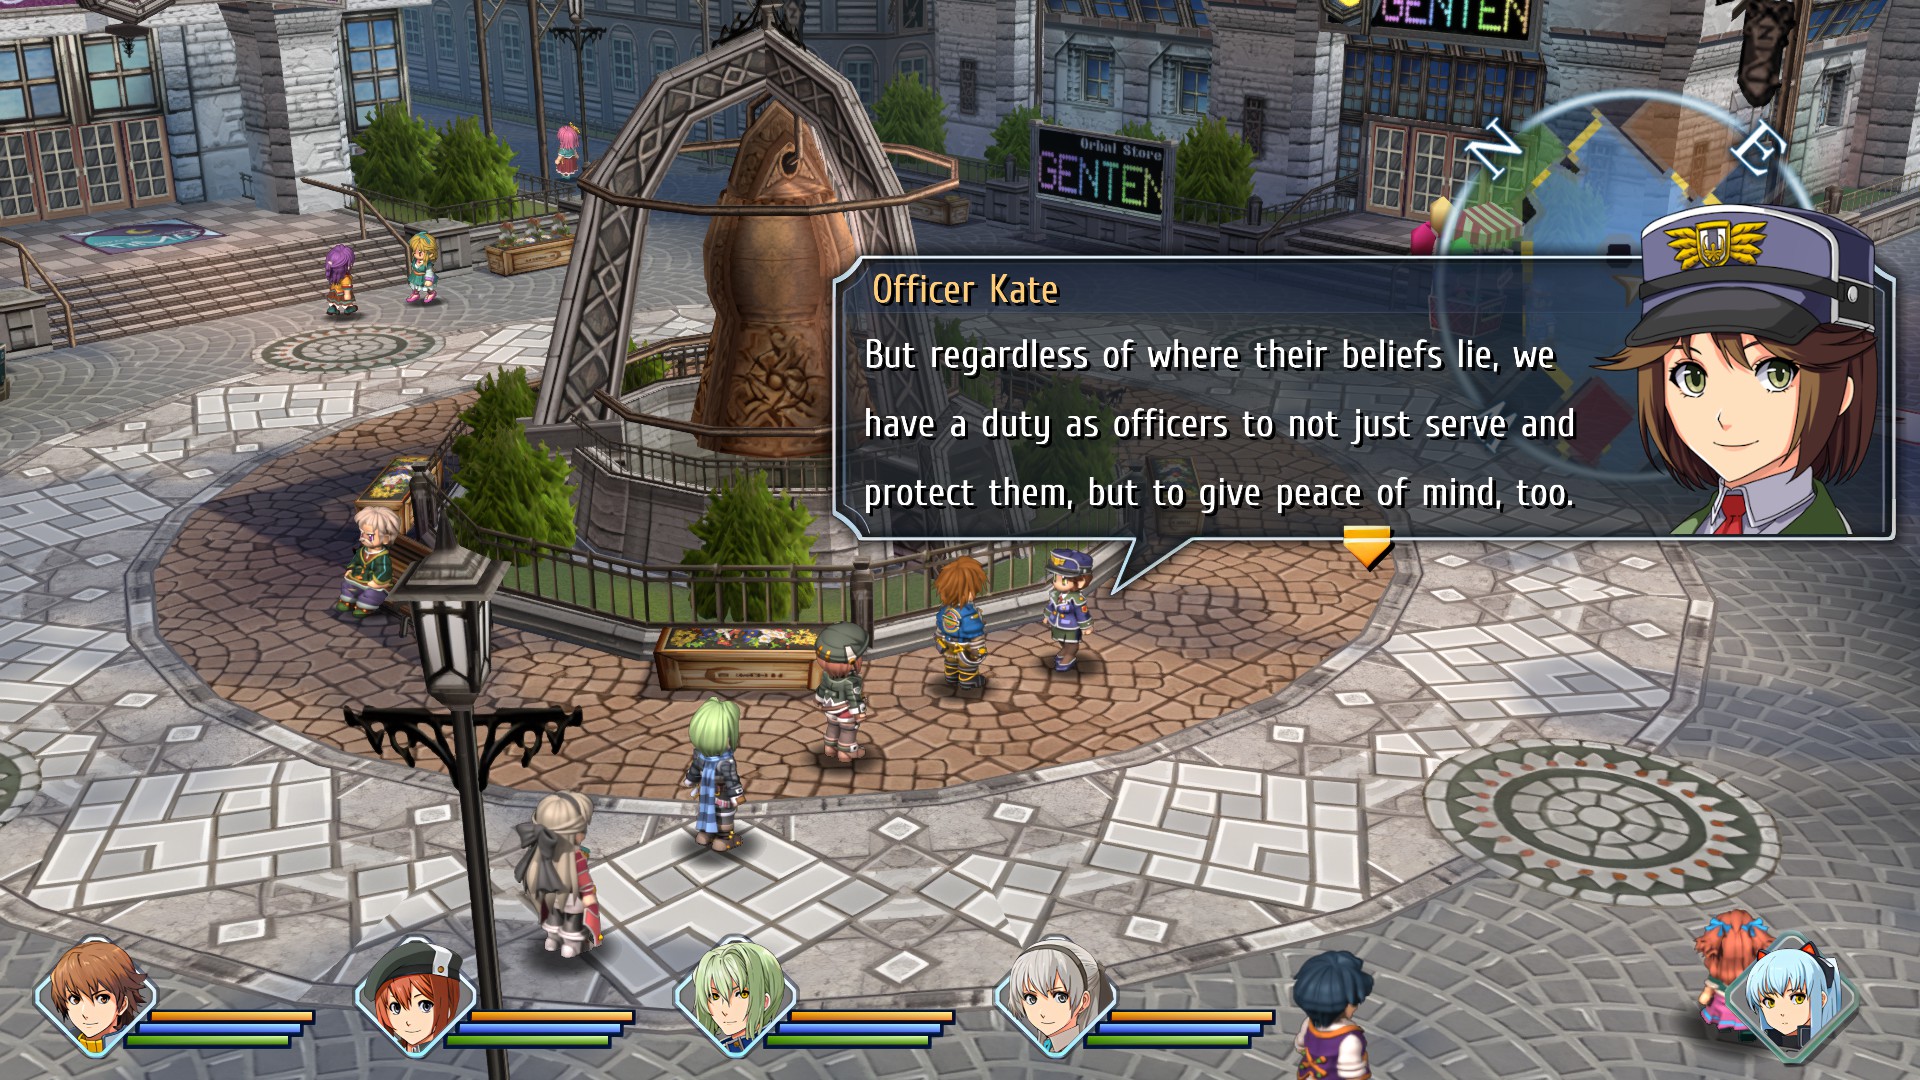 GENTEN
Orbal Store
GENTEN
N
E
Officer Kate
But regardless of where their beliefs lie, we
have a duty as officers to not just serve and
protect them, but to give peace of mind, too.